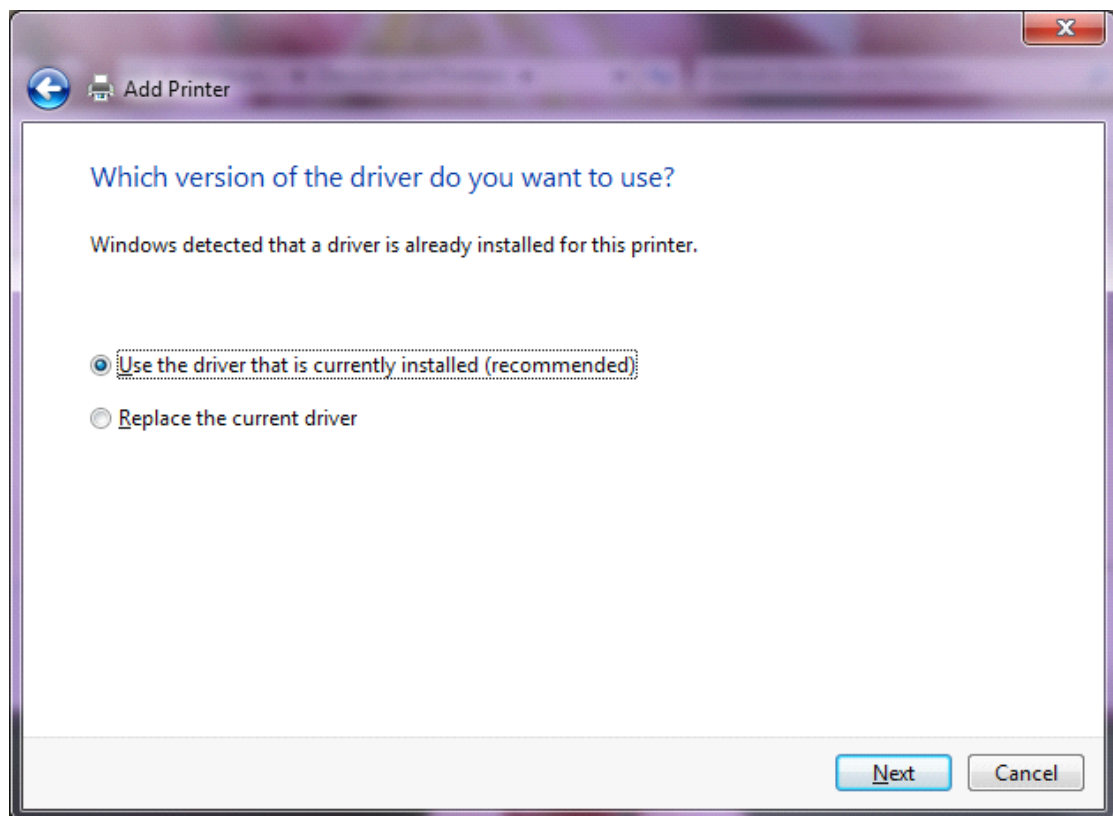 Add Printer
Which version of the driver do you want to use?
Windows detected that a driver is already installed for this printer.
Use the driver that is currently installed (recommended)
Replace the current driver
Next
Cancel